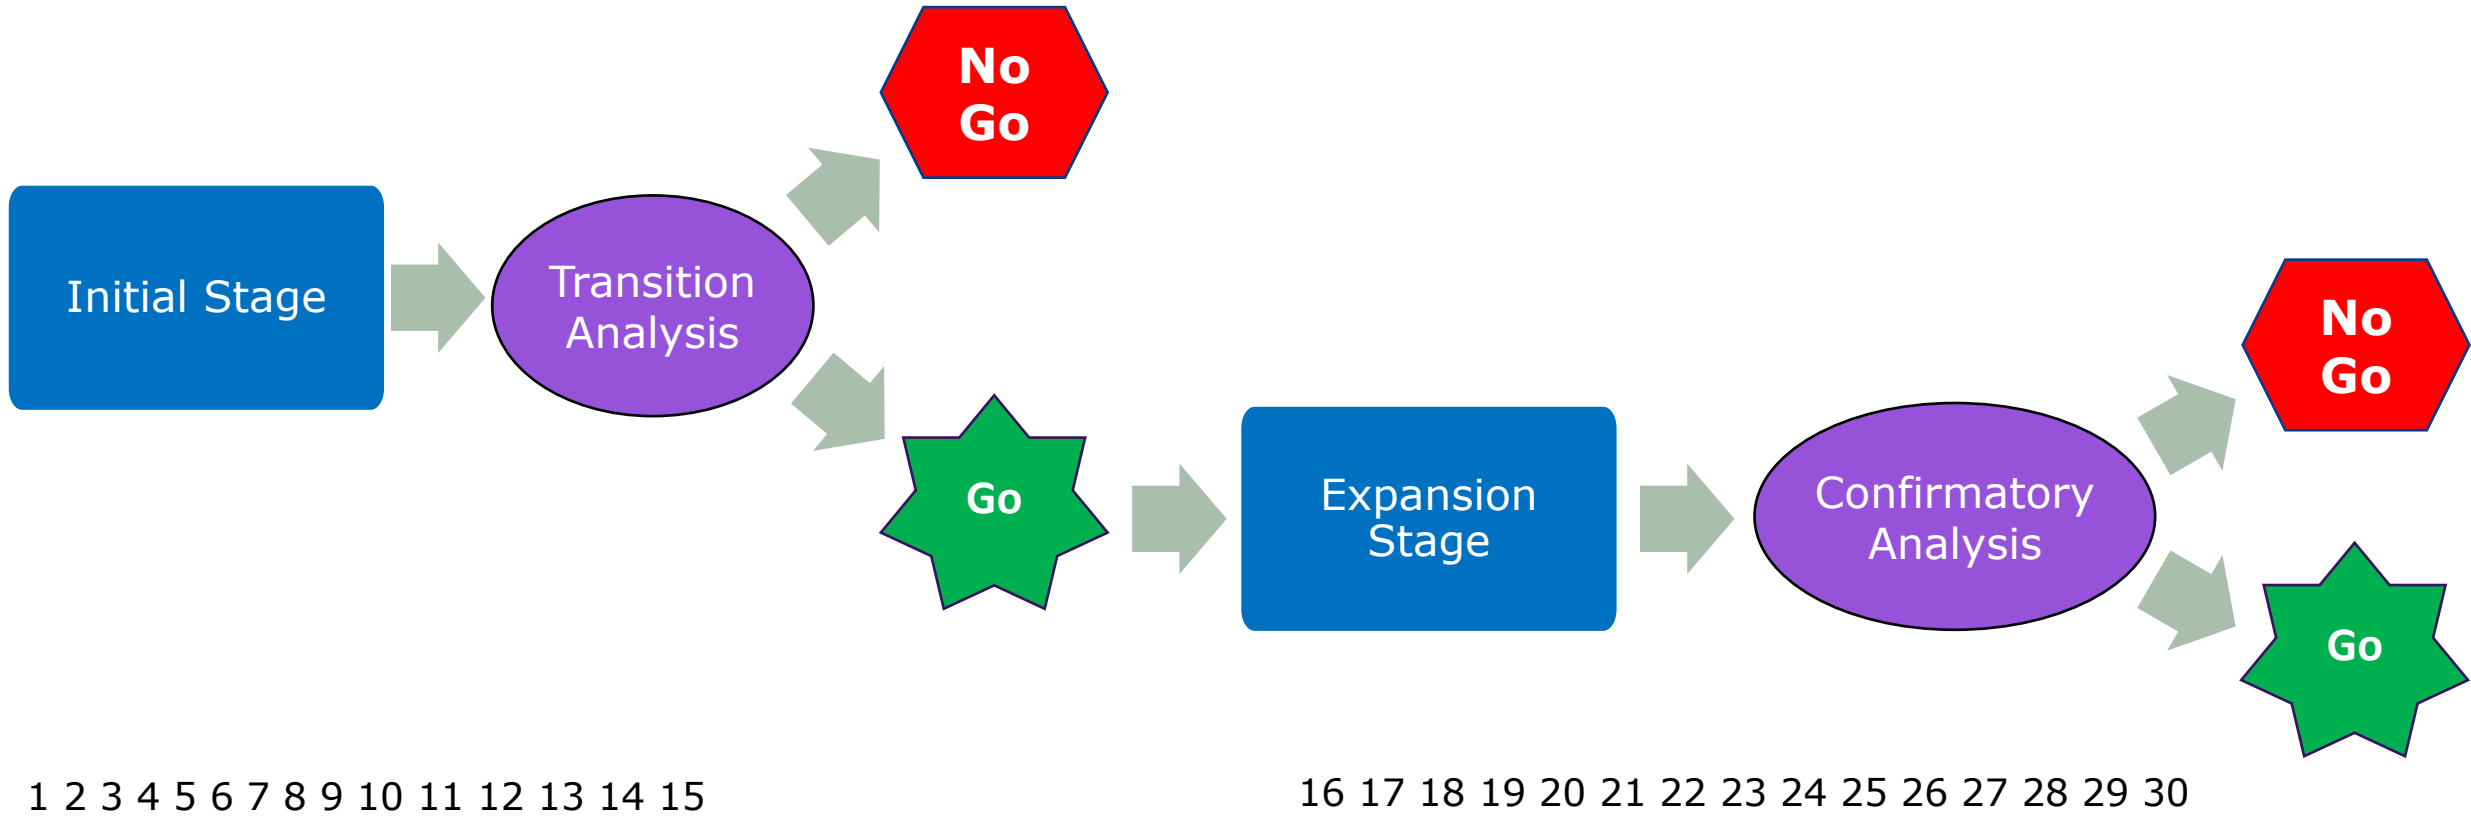 No
Go
Initial Stage
Transition
Analysis
Go
Expansion
Stage
Confirmatory
Analysis
No
Go
Go
1 2 3 4 5 6 7 8 9 10 11 12 13 14 15
16 17 18 19 20 21 22 23 24 25 26 27 28 29 30